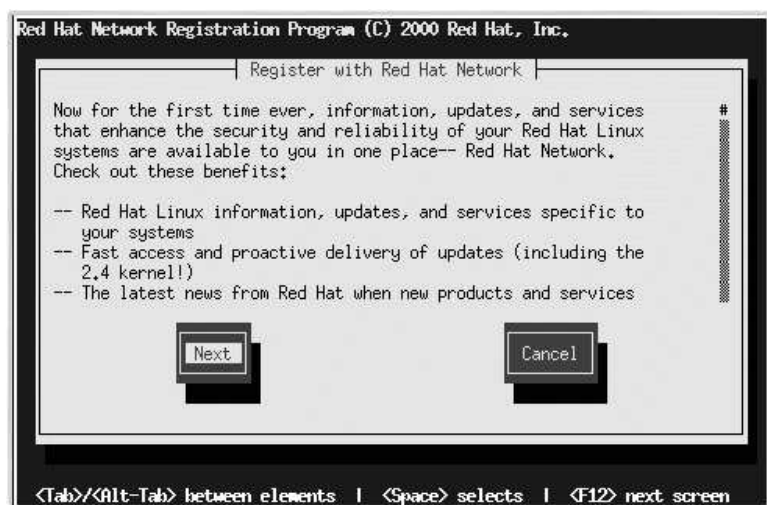 Red Hat Network Registration Program (C) 2000 Red Hat, Inc.
Register with Red Hat Network
Now for the first time ever, information, updates, and services
that enhance the security and reliability of your Red Hat Linux
systems are available to you in one place-- Red Hat Network.
Check out these benefits:
-- Red Hat Linux information, updates, and services specific to
your systems
-- Fast access and proactive delivery of updates (including the
2.4 kernel!)
-- The latest news from Red Hat when new products and services
#
Next
Cancel
<Tab>/<Alt-Tab> between elements | <Space> selects | <F12> next screen